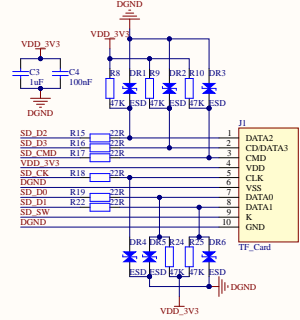 DGND
VDD_3V3
VDD_3V3
C3
1uF
C4
100nF
DGND
R8
DR1
R9
DR2
R10
DR3
47K
ESD
47K
ESD
47K
ESD
J1
SD_D2 R15 22R 1 DATA2
SD_D3 R16 22R 2 CD/DATA3
SD_CMD R17 22R 3 CMD
VDD_3V3 4 VDD
SD_CK R18 22R 5 CLK
DGND 6 VSS
SD_D0 R19 22R 7 DATA0
SD_D1 R22 22R 8 DATA1
SD_SW 9 K
DGND 10 GND
TF_Card
DR4
DR5
R24
R25
DR6
ESD
ESD
47K
47K
ESD
DGND
VDD_3V3